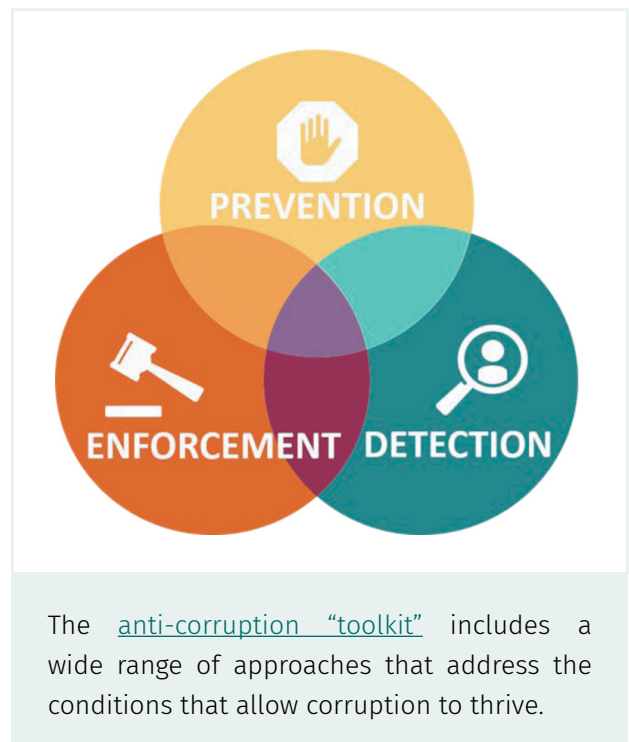 PREVENTION
ENFORCEMENT
DETECTION
The anti-corruption “toolkit” includes a
wide range of approaches that address the
conditions that allow corruption to thrive.